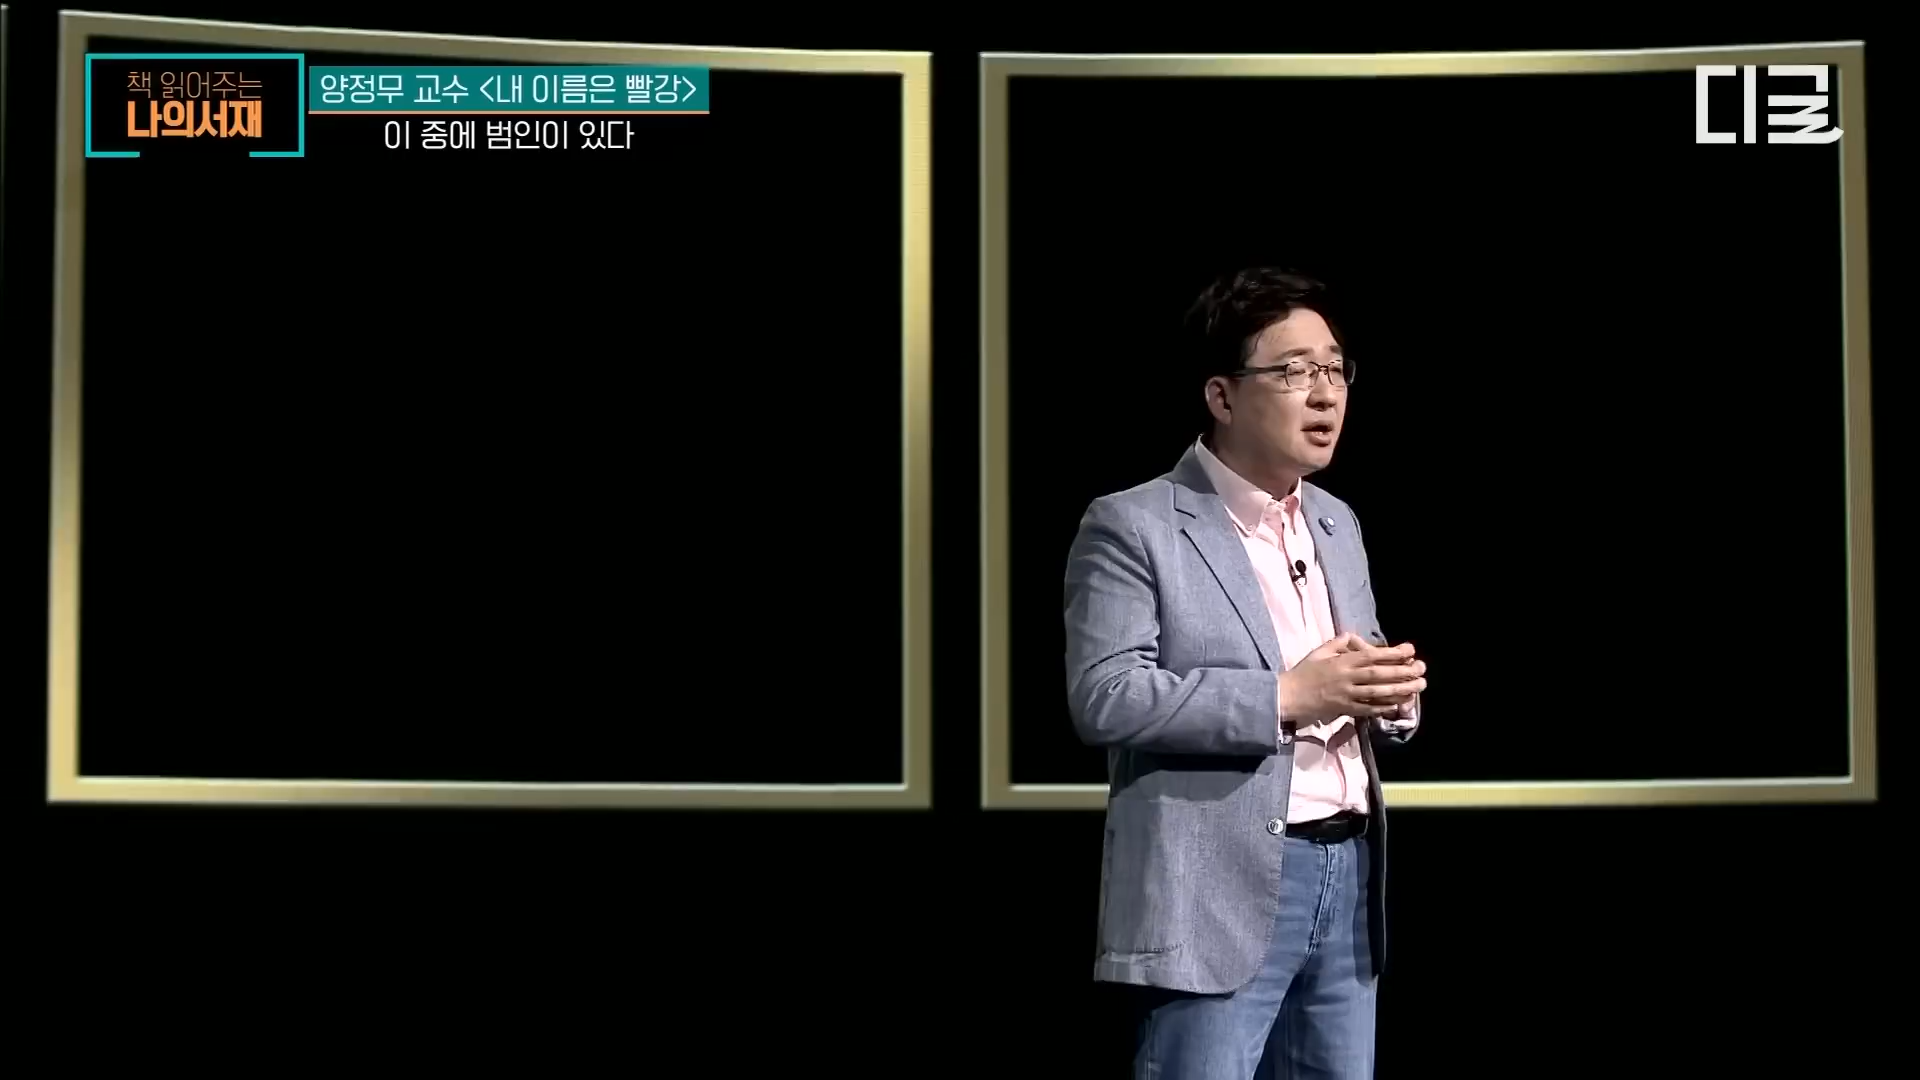 책 읽어주는
나의서재
양정무 교수 <내 이름은 빨강>
이 중에 범인이 있다
디글